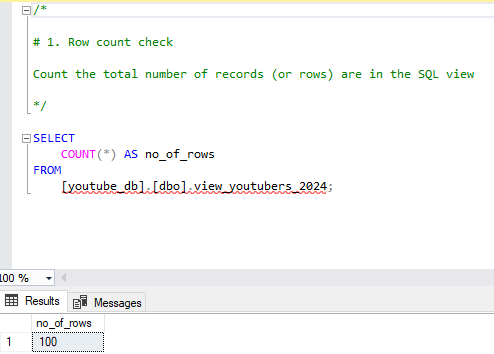 /*
# 1. Row count check
Count the total number of records (or rows) are in the SQL view
*/
SELECT
COUNT(*) AS no_of_rows
FROM
[youtube_db].[dbo].view_youtubers_2024;
100 %
Results Messages
no_of_rows
1 100